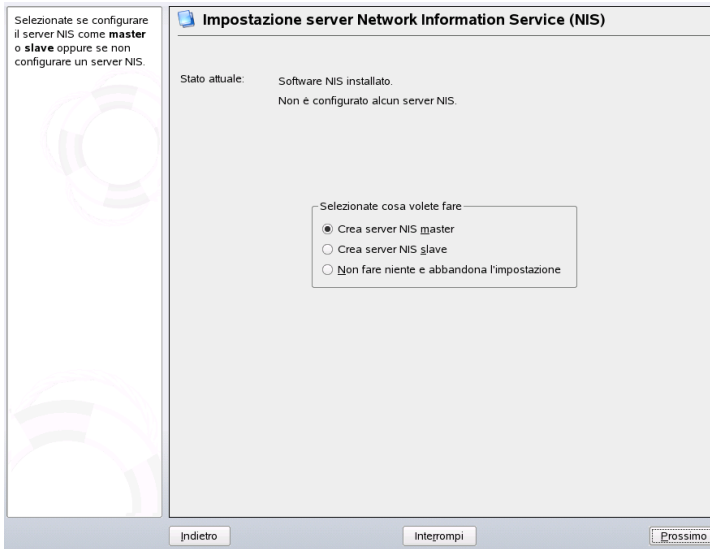 Selezionate se configurare
il server NIS come master
o slave oppure se non
configurare un server NIS.
Impostazione server Network Information Service (NIS)
Stato attuale:
Software NIS installato.
Non è configurato alcun server NIS.
Selezionate cosa volete fare
Crea server NIS master
Crea server NIS slave
Non fare niente e abbandona l'impostazione
Indietro
Interrompi
Prossimo